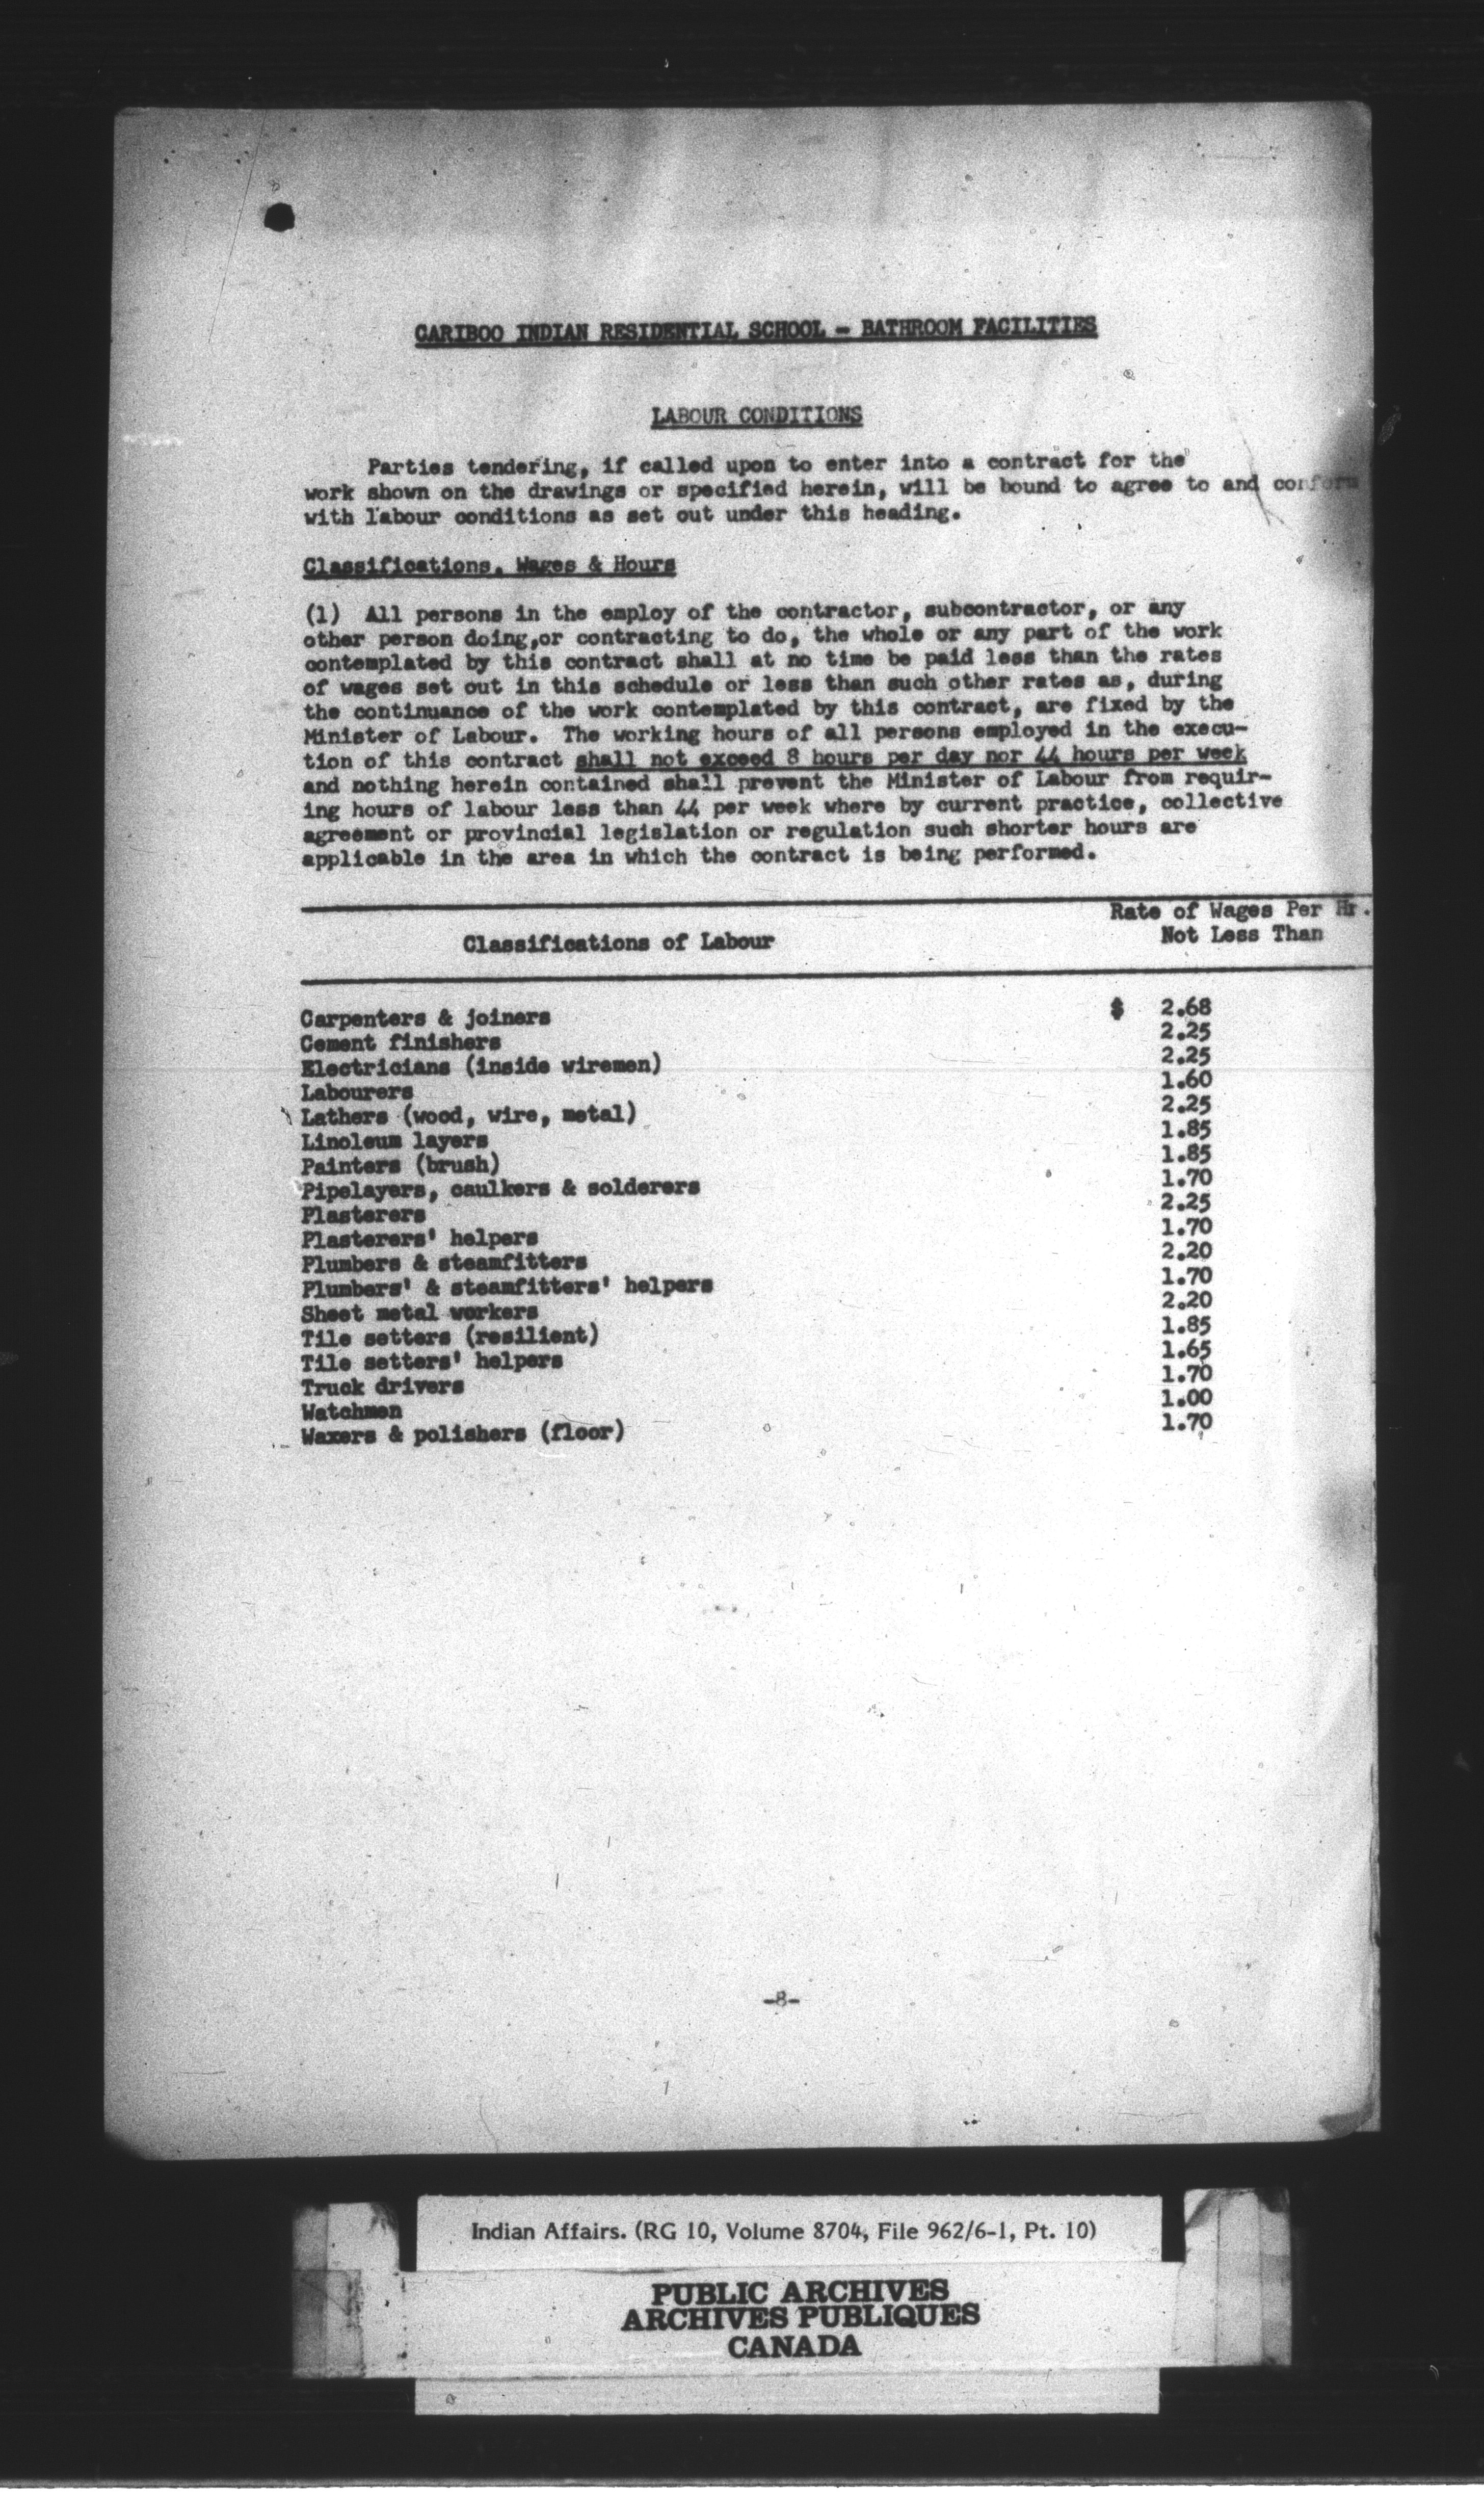 CARIBOO INDIAN RESIDENTIAL SCHOOL - BATHROOM FACILITIES
LABOUR CONDITIONS
Parties tendering, if called upon to enter into a contract for the
work shown on the drawings or specified herein, will be bound to agree to and conform
with labour conditions as set out under this heading.
Classifications, Wages & Hours
(1) All persons in the employ of the contractor, subcontractor, or any
other person doing,or contracting to do, the whole or any part of the work
contemplated by this contract shall at no time be paid less than the rates
of wages set out in this schedule or less than such other rates as, during
the continuance of the work contemplated by this contract, are fixed by the
Minister of Labour. The working hours of all persons employed in the execu-
tion of this contract shall not exceed 8 hours per day nor 44 hours per week
and nothing herein contained shall prevent the Minister of Labour from requir-
ing hours of labour less than 44 per week where by current practice, collective
agreement or provincial legislation or regulation such shorter hours are
applicable in the area in which the contract is being performed.
Classifications of Labour Rate of Wages Per Hr.
Not Less Than
Carpenters & joiners $ 2.68
Cement finishers 2.25
Electricians (inside wiremen) 2.25
Labourers 1.60
Lathers (wood, wire, metal) 2.25
Linoleum layers 1.85
Painters (brush) 1.85
Pipelayers, caulkers & solderers 1.70
Plasterers 2.25
Plasterers' helpers 1.70
Plumbers & steamfitters 2.20
Plumbers' & steamfitters' helpers 1.70
Sheet metal workers 2.20
Tile setters (resilient) 1.85
Tile setters' helpers 1.65
Truck drivers 1.70
Watchmen 1.00
Waxers & polishers (floor) 1.70
-8-
Indian Affairs. (RG 10, Volume 8704, File 962/6-1, Pt. 10)
PUBLIC ARCHIVES
ARCHIVES PUBLIQUES
CANADA